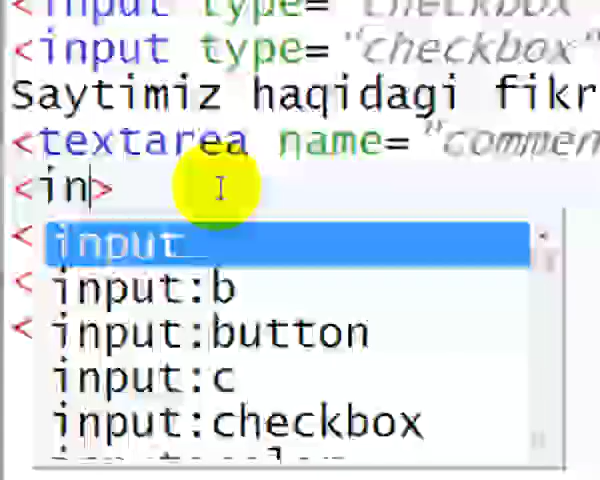 <input type="checkbox
<input type="checkbox"
Saytimiz haqidagi fikr
<textarea name="commen
<in>
<
input
<
input:b
<
input:button
input:c
input:checkbox